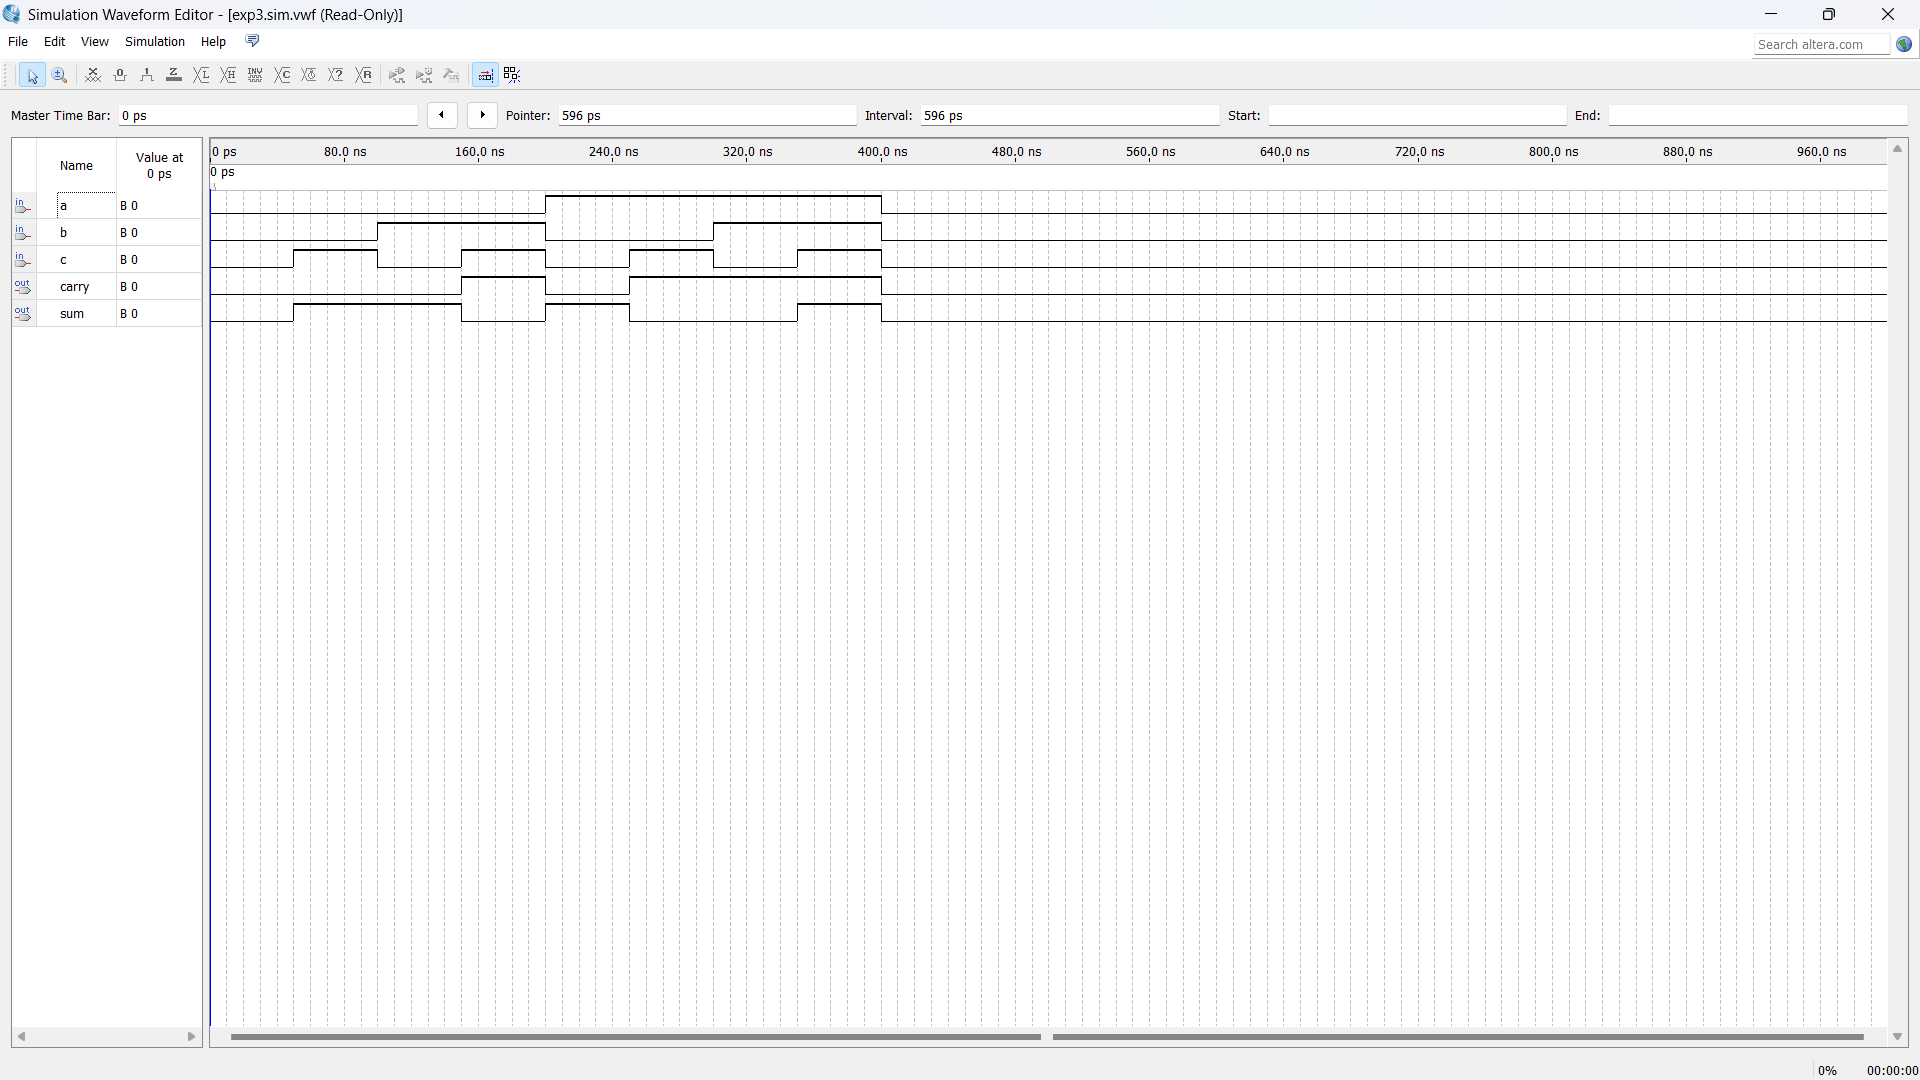 Simulation Waveform Editor - [exp3.sim.vwf (Read-Only)]
File Edit View Simulation Help
Search altera.com
Master Time Bar: 0 ps Pointer: 596 ps Interval: 596 ps Start: End:
Name Value at 0 ps
0 ps 80.0 ns 160.0 ns 240.0 ns 320.0 ns 400.0 ns 480.0 ns 560.0 ns 640.0 ns 720.0 ns 800.0 ns 880.0 ns 960.0 ns
0 ps
in a B 0
in b B 0
in c B 0
out carry B 0
out sum B 0
0% 00:00:00